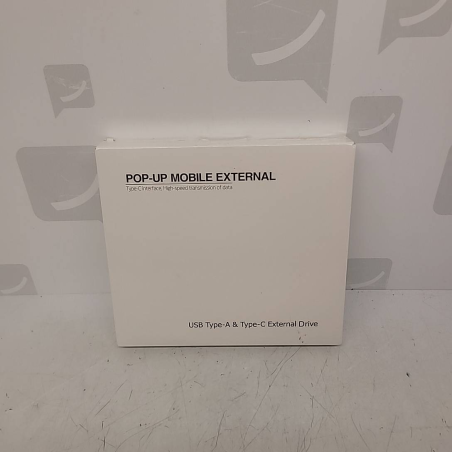 POP-UP MOBILE EXTERNAL
Type-C interface, High-speed transmission of data
USB Type-A & Type-C External Drive